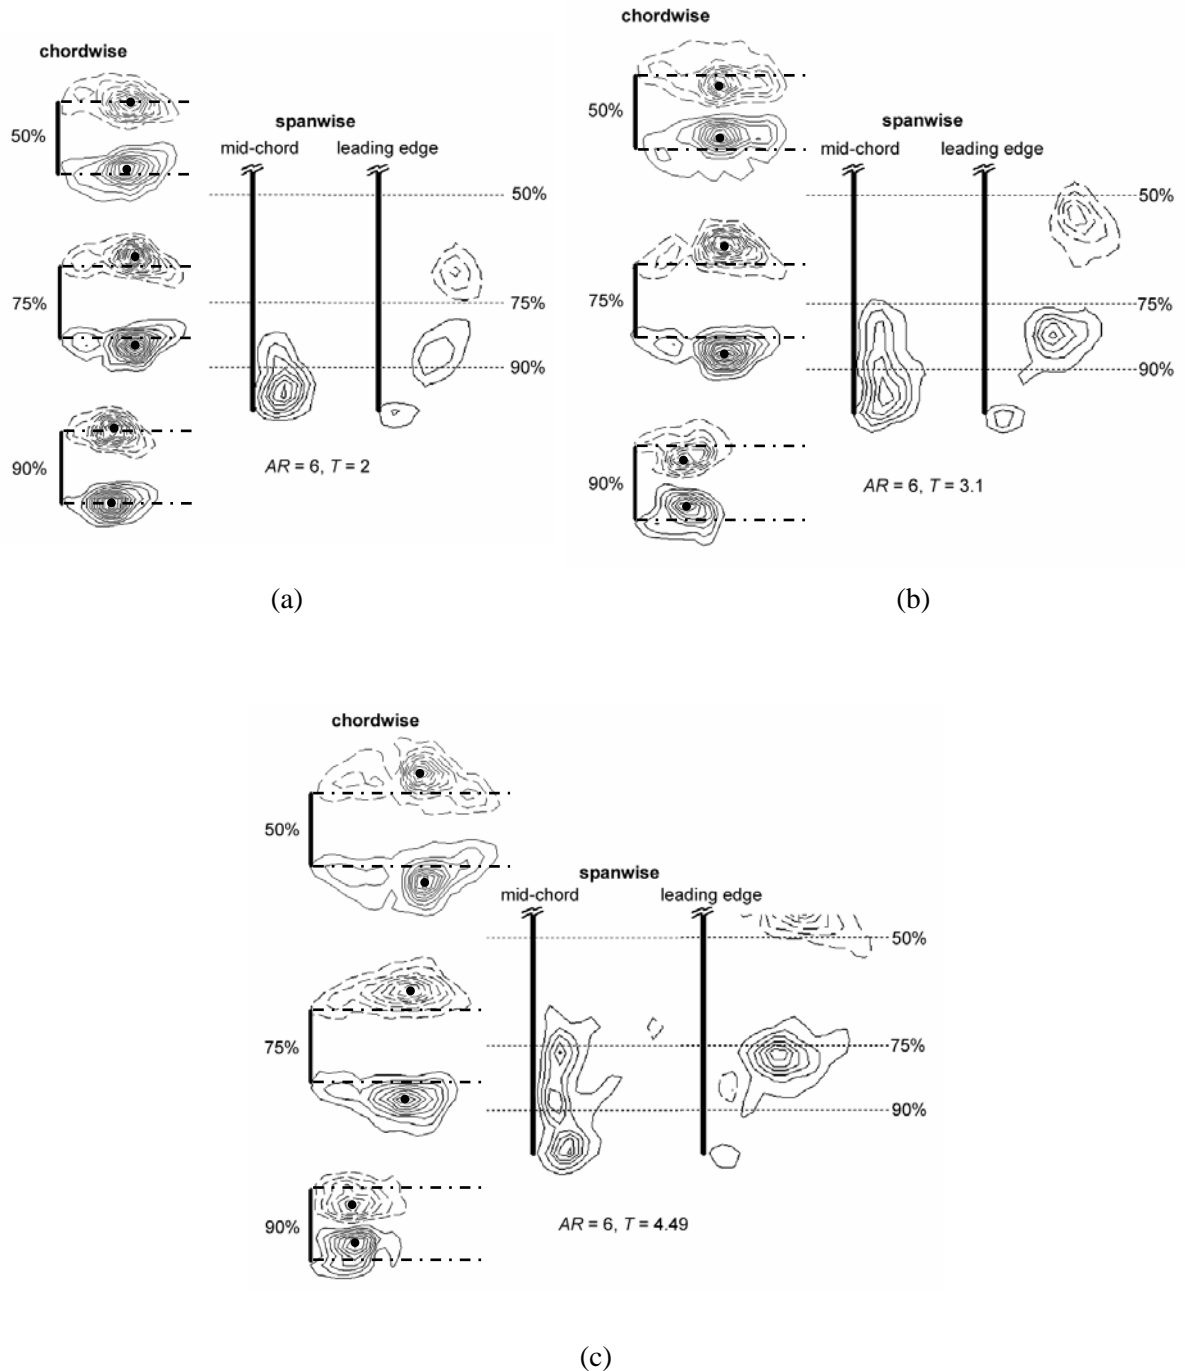 chordwise
50%
75%
90%
spanwise
mid-chord leading edge
50%
75%
90%
AR = 6, T = 2
(a)
chordwise
50%
75%
90%
spanwise
mid-chord leading edge
50%
75%
90%
AR = 6, T = 3.1
(b)
chordwise
50%
75%
90%
spanwise
mid-chord leading edge
50%
75%
90%
AR = 6, T = 4.49
(c)